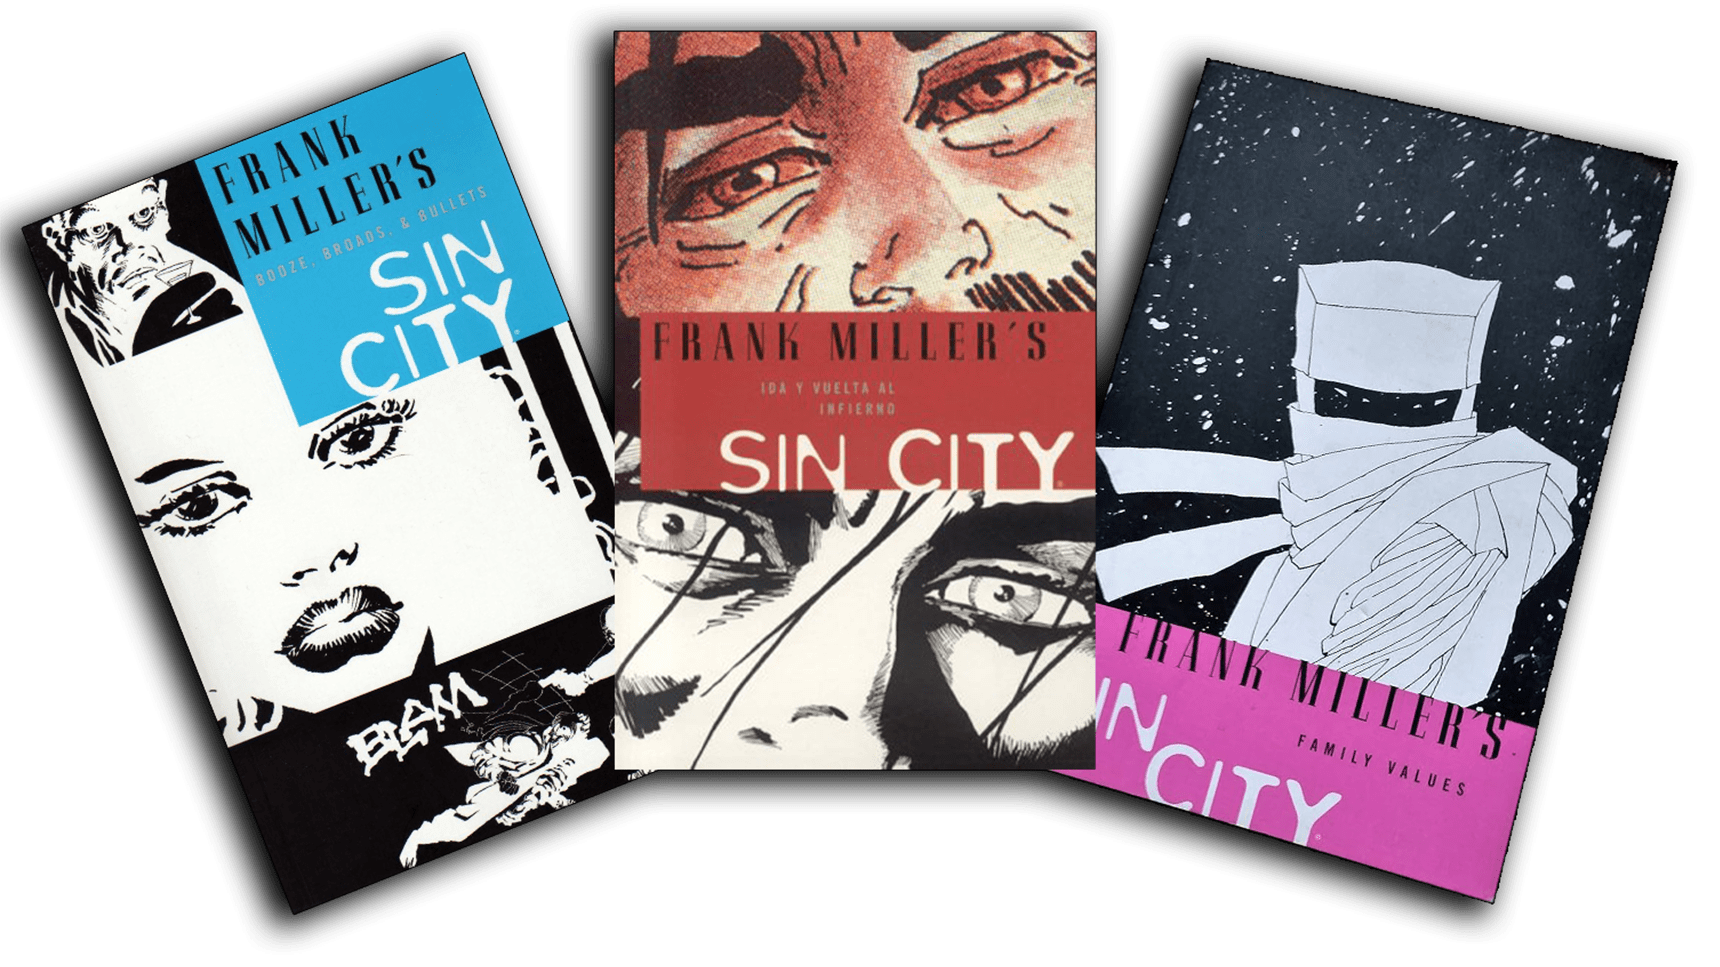 FRANK
MILLER'S
BOOZE, BROADS, & BULLETS
SIN
CITY
BLAM
FRANK MILLER'S
IDA Y VUELTA AL
INFIERNO
SIN CITY
FRANK MILLER'S
FAMILY VALUES
SIN
CITY